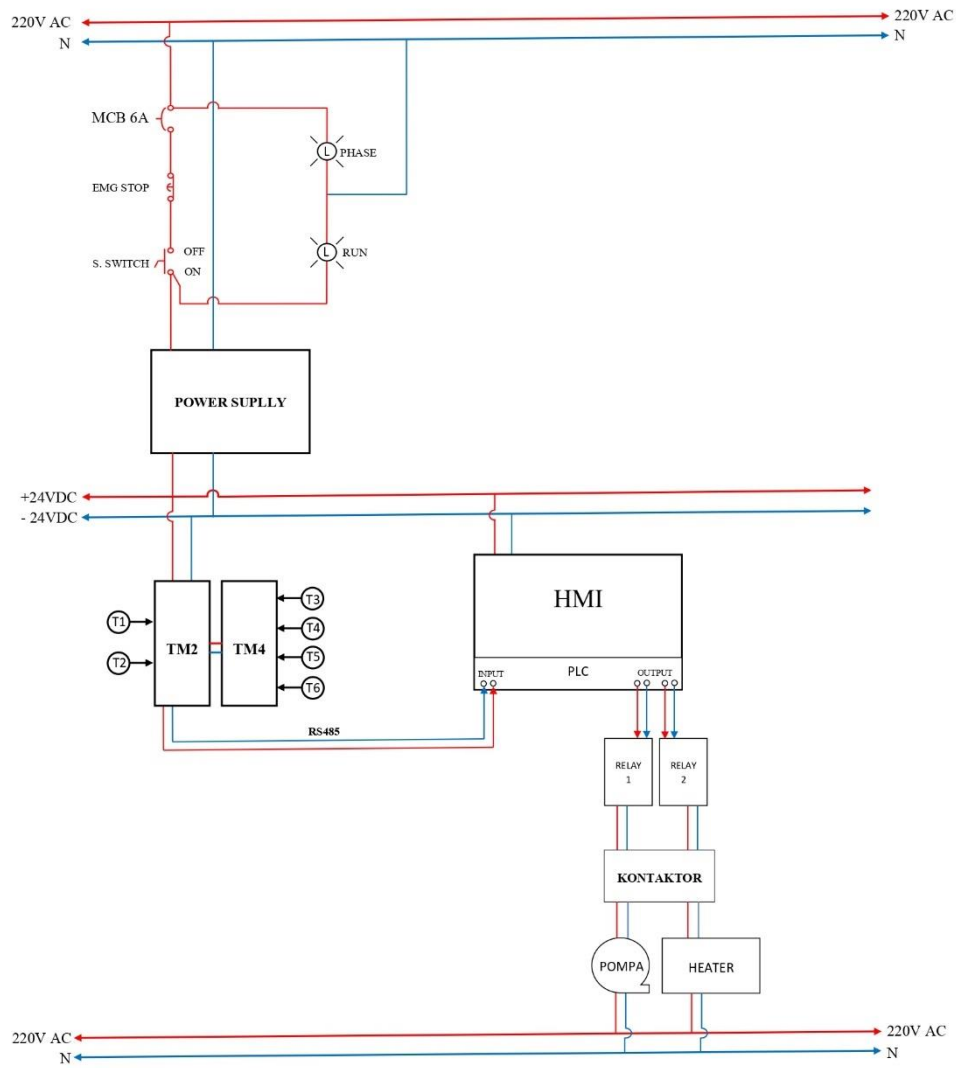 220V AC
220V AC
N
N
MCB 6A
L
PHASE
EMG STOP
OFF
L
RUN
S. SWITCH
ON
POWER SUPLLY
+24VDC
- 24VDC
HMI
T1
T2
TM2
TM4
T3
T4
T5
T6
INPUT
PLC
OUTPUT
RS485
RELAY
1
RELAY
2
KONTAKTOR
POMPA
HEATER
220V AC
220V AC
N
N